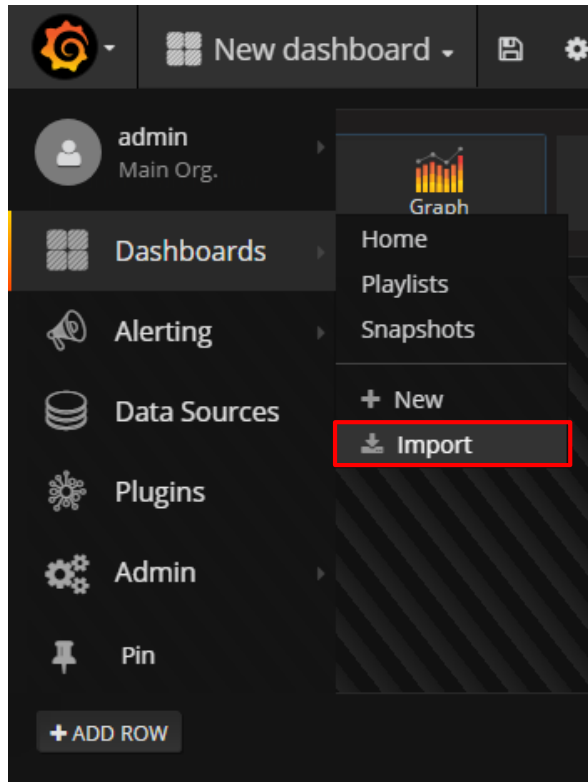 New dashboard
admin
Main Org.
Graph
Dashboards
Home
Playlists
Snapshots
Alerting
+ New
Data Sources
Import
Plugins
Admin
Pin
+ ADD ROW